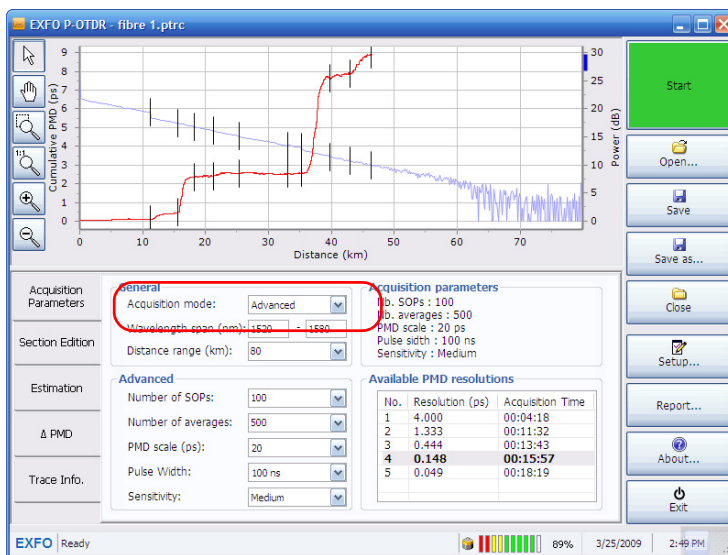 EXFO P-OTDR - fibre 1.ptrc
9
8
7
6
5
4
3
2
1
0
Cumulative PMD (ps)
30
25
20
15
10
5
0
Power (dB)
0 10 20 30 40 50 60 70
Distance (km)
1:1
Start
Open...
Save
Save as...
Close
Setup...
Report...
About...
Exit
Acquisition
Parameters
Section Edition
Estimation
Δ PMD
Trace Info.
General
Acquisition mode: Advanced
Wavelength span (nm): 1520 - 1580
Distance range (km): 80
Advanced
Number of SOPs: 100
Number of averages: 500
PMD scale (ps): 20
Pulse Width: 100 ns
Sensitivity: Medium
Acquisition parameters
Nb. SOPs : 100
Nb. averages : 500
PMD scale : 20 ps
Pulse sidth : 100 ns
Sensitivity : Medium
Available PMD resolutions
No. Resolution (ps) Acquisition Time
1 4.000 00:04:18
2 1.333 00:11:32
3 0.444 00:13:43
4 0.148 00:15:57
5 0.049 00:18:19
EXFO Ready 89% 3/25/2009 2:49 PM